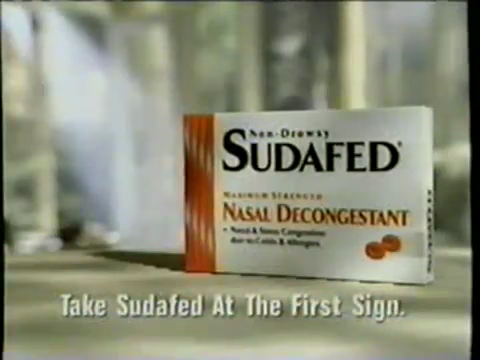 Non-Drowsy
SUDAFED®
MAXIMUM STRENGTH
NASAL DECONGESTANT
• Nasal & Sinus Congestion
due to Colds & Allergies
Take Sudafed At The First Sign.